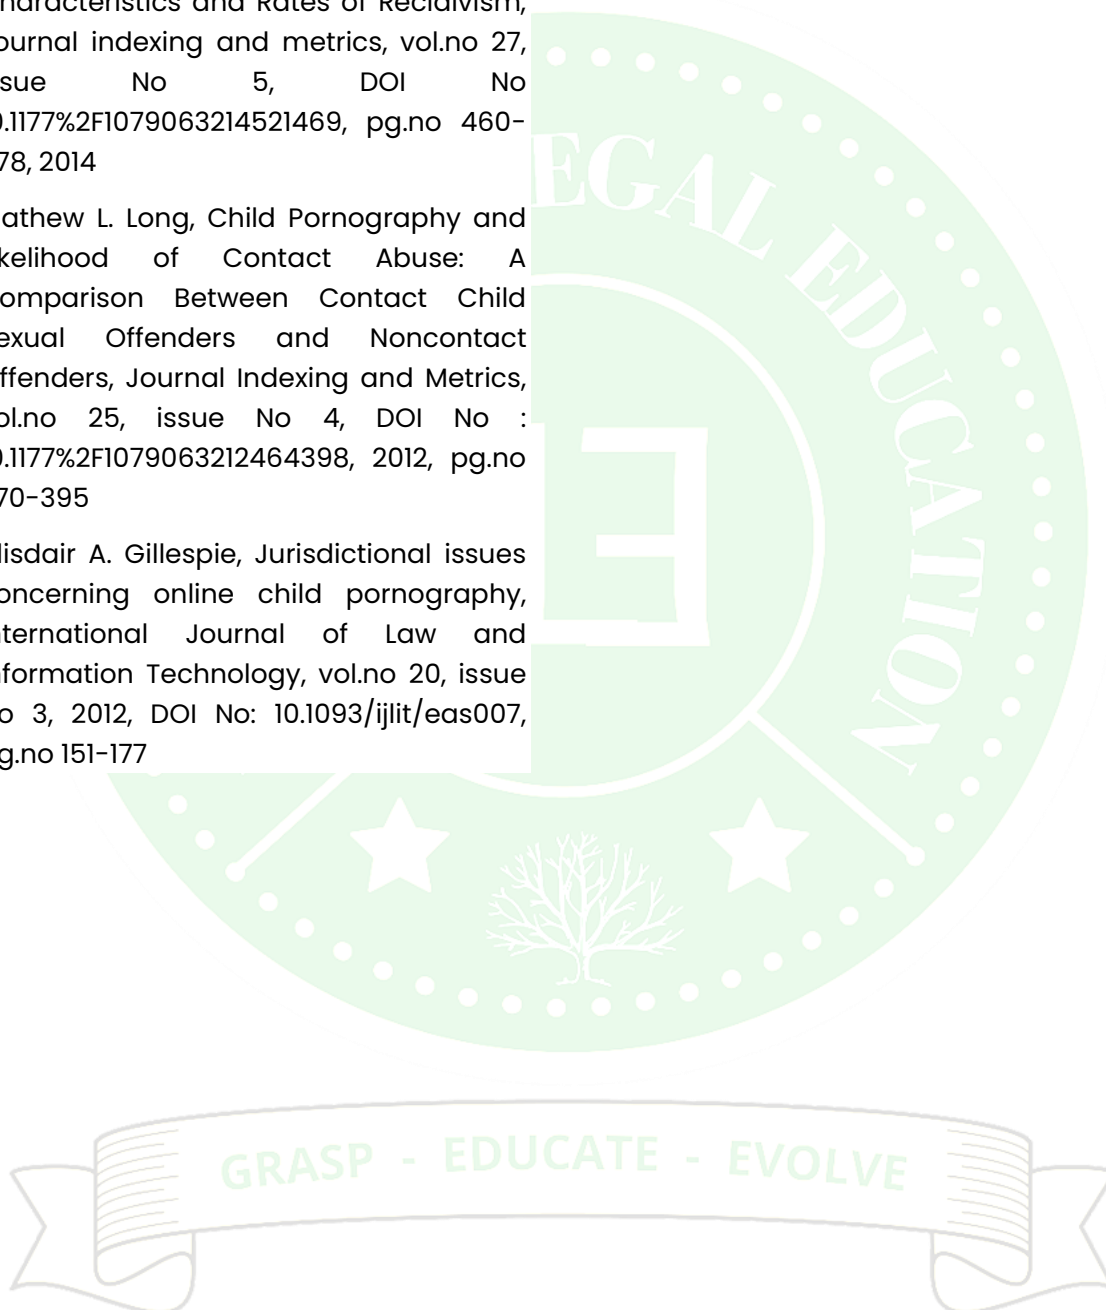 haracteristics and Rates of Recidivism,
ournal indexing and metrics, vol.no 27,
sue No 5, DOI No
0.1177%2F1079063214521469, pg.no 460-
78, 2014
athew L. Long, Child Pornography and
kelihood of Contact Abuse: A
omparison Between Contact Child
exual Offenders and Noncontact
ffenders, Journal Indexing and Metrics,
ol.no 25, issue No 4, DOI No :
0.1177%2F1079063212464398, 2012, pg.no
70-395
lisdair A. Gillespie, Jurisdictional issues
oncerning online child pornography,
nternational Journal of Law and
nformation Technology, vol.no 20, issue
o 3, 2012, DOI No: 10.1093/ijlit/eas007,
g.no 151-177
EGAL EDUCATION
GRASP - EDUCATE - EVOLVE